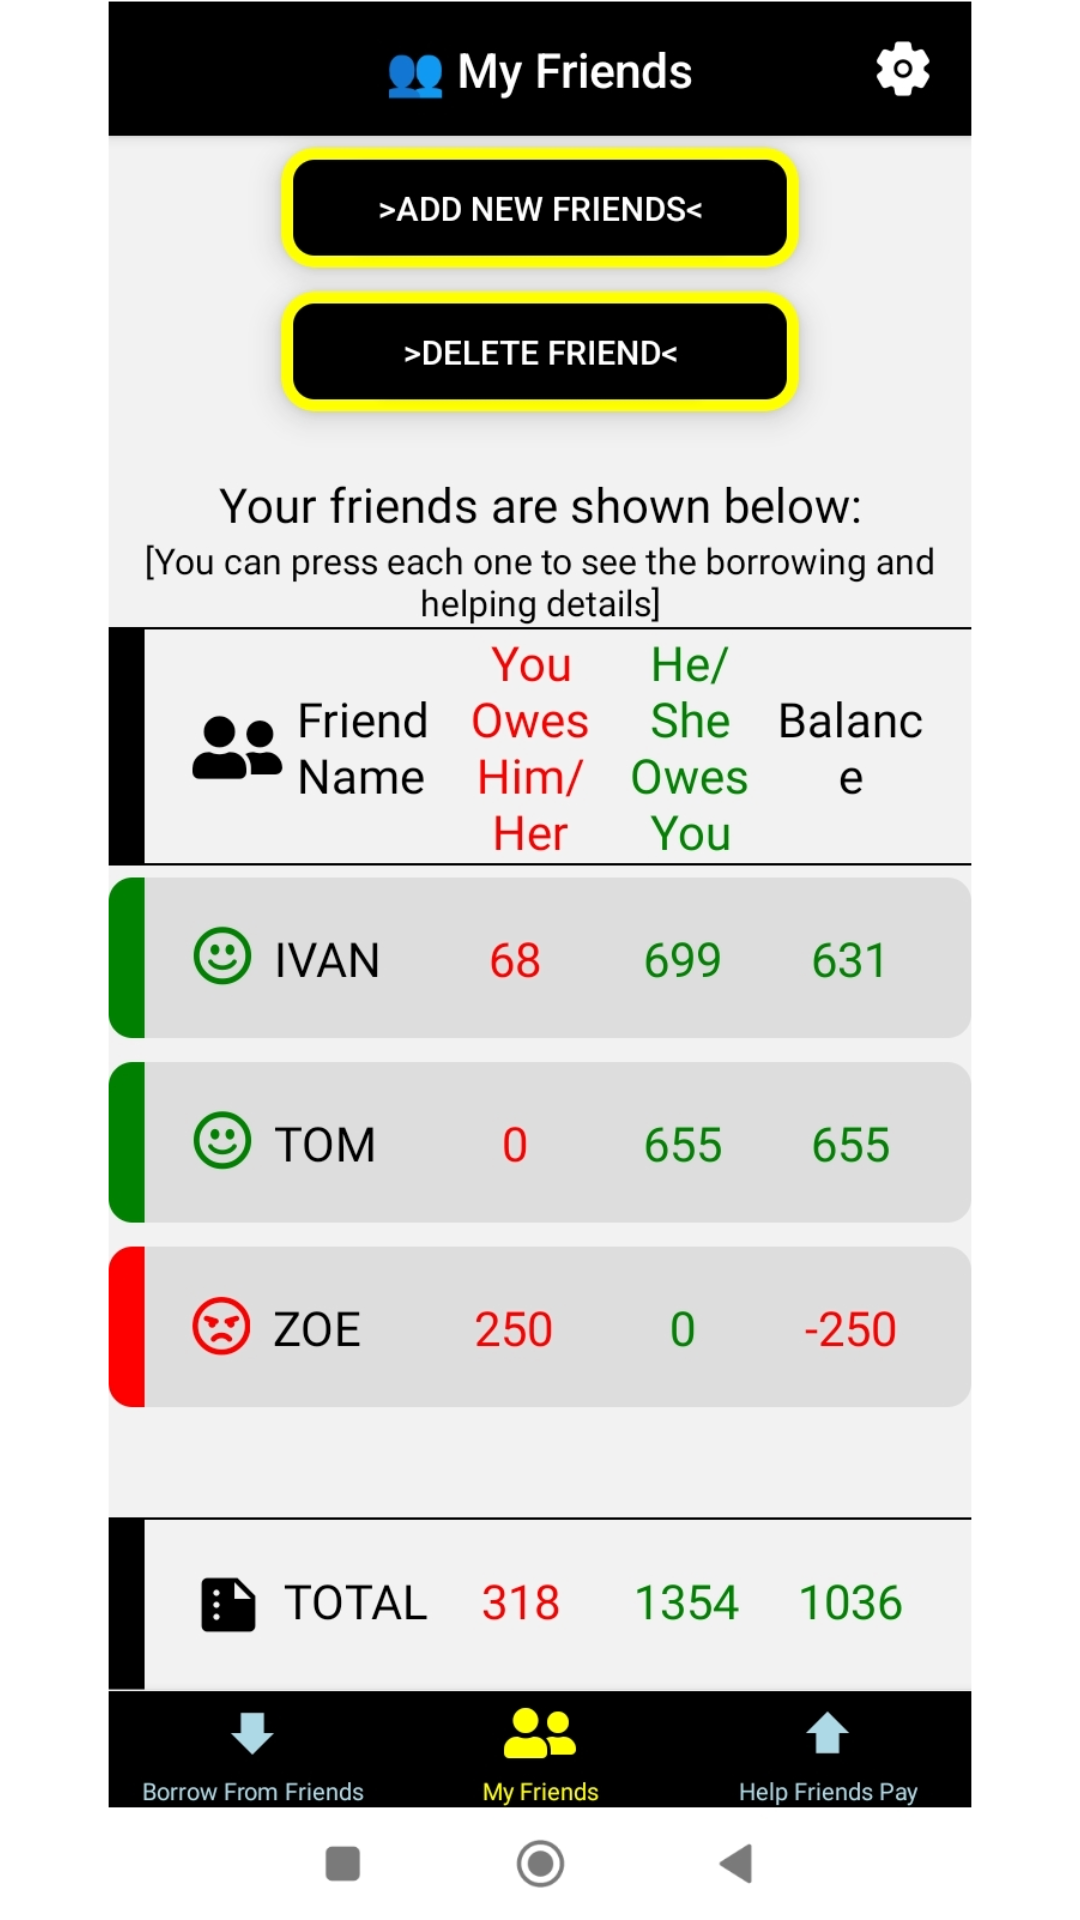 My Friends
>ADD NEW FRIENDS<
>DELETE FRIEND<
Your friends are shown below:
[You can press each one to see the borrowing and
helping details]
Friend
Name
You
Owes
Him/
Her
He/
She
Owes
You
Balanc
e
IVAN 68 699 631
TOM 0 655 655
ZOE 250 0 -250
TOTAL 318 1354 1036
Borrow From Friends
My Friends
Help Friends Pay